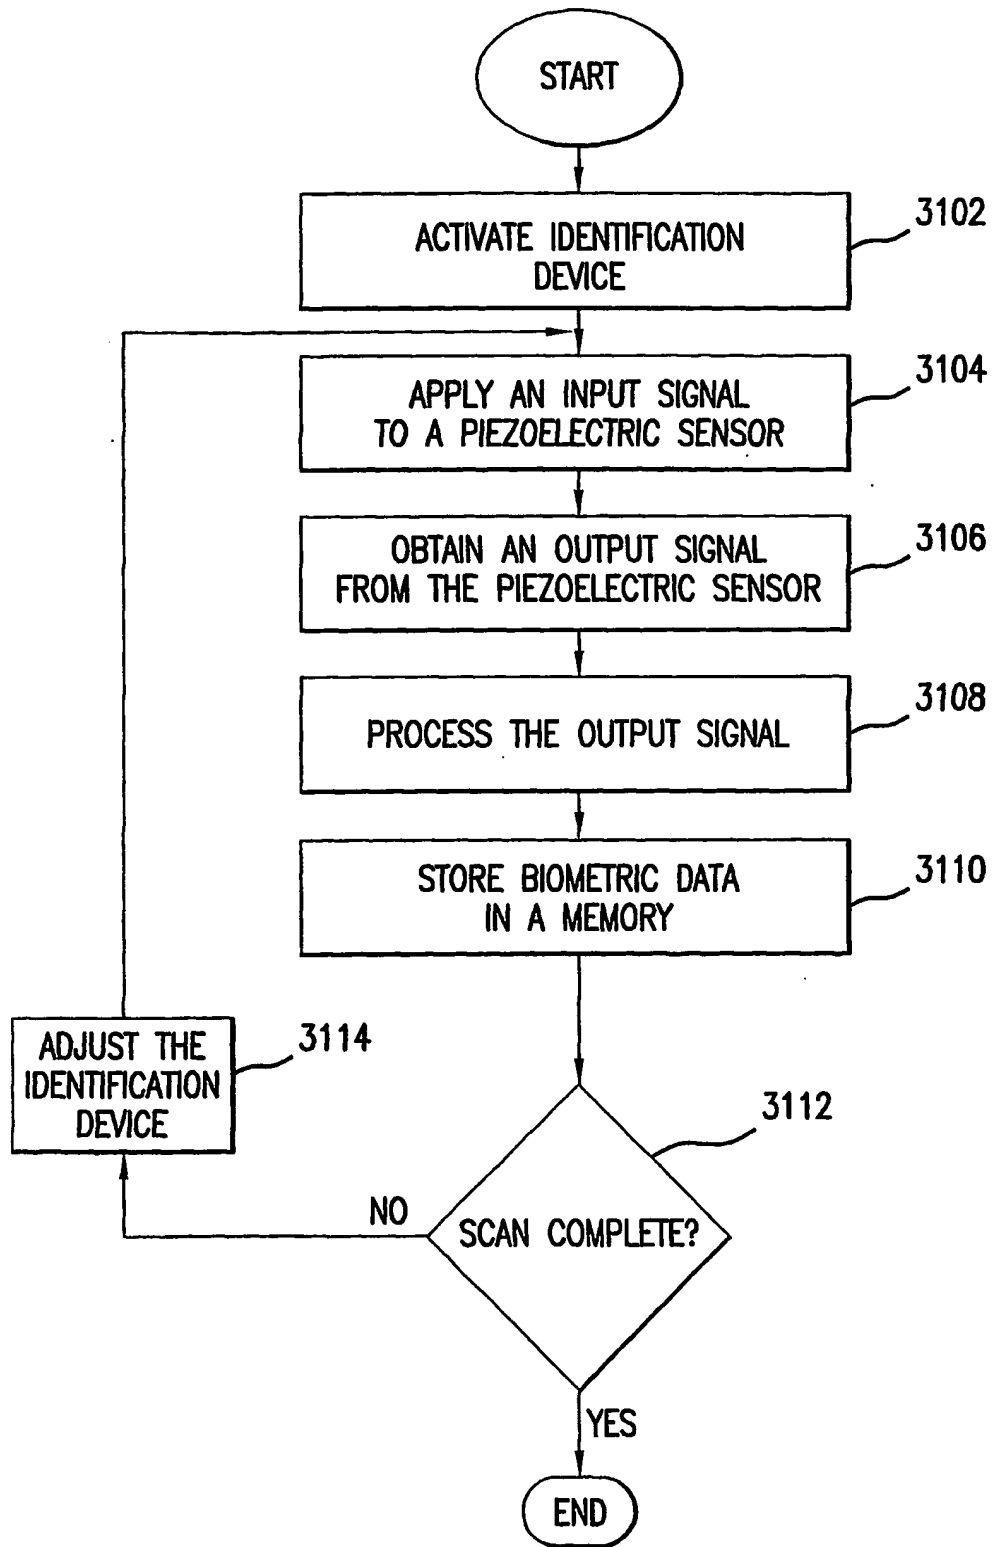 START
ACTIVATE IDENTIFICATION
DEVICE
3102
APPLY AN INPUT SIGNAL
TO A PIEZOELECTRIC SENSOR
3104
OBTAIN AN OUTPUT SIGNAL
FROM THE PIEZOELECTRIC SENSOR
3106
PROCESS THE OUTPUT SIGNAL
3108
STORE BIOMETRIC DATA
IN A MEMORY
3110
ADJUST THE
IDENTIFICATION
DEVICE
3114
3112
SCAN COMPLETE?
NO
YES
END